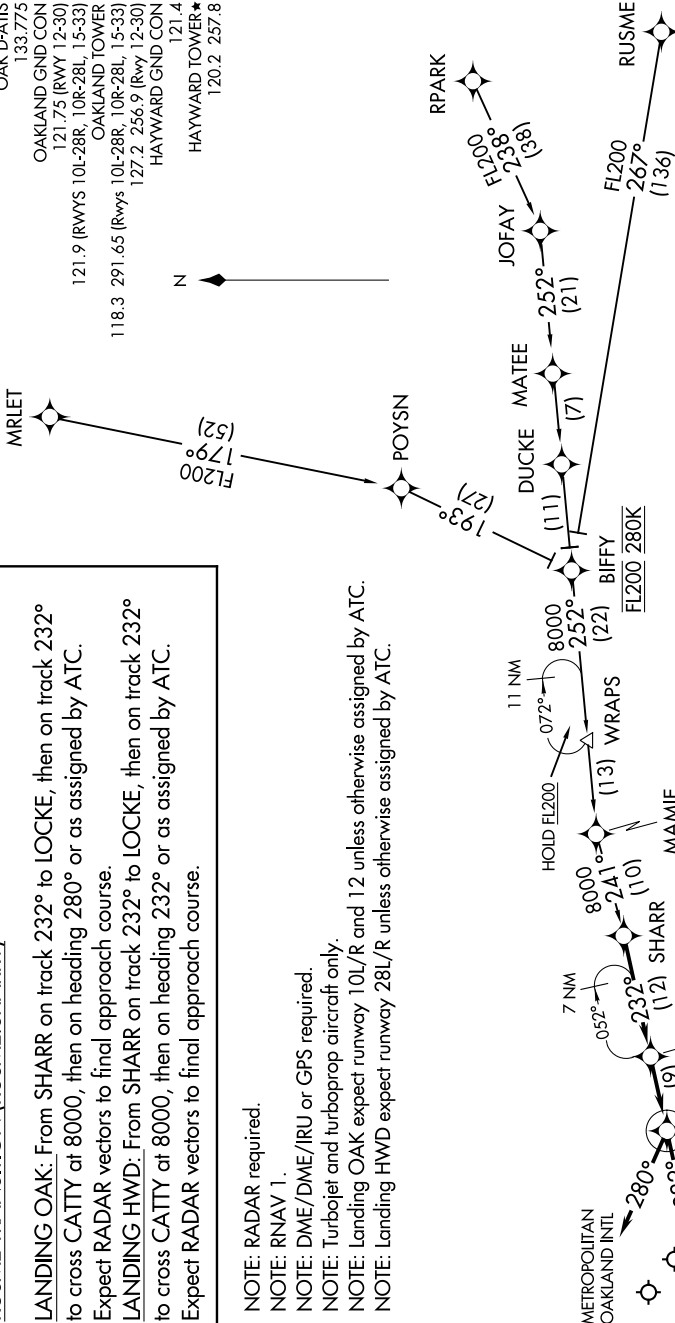 133.775
OAKLAND GND CON
121.75 (RWY 12-30)
121.9 (RWYS 10L-28R, 10R-28L, 15-33)
OAKLAND TOWER
118.3 291.65 (Rwys 10L-28R, 10R-28L, 15-33)
127.2 256.9 (Rwy 12-30)
HAYWARD GND CON
121.4
HAYWARD TOWER★
120.2 257.8
LANDING OAK: From SHARR on track 232° to LOCKE, then on track 232°
to cross CATTY at 8000, then on heading 280° or as assigned by ATC.
Expect RADAR vectors to final approach course.
LANDING HWD: From SHARR on track 232° to LOCKE, then on track 232°
to cross CATTY at 8000, then on heading 232° or as assigned by ATC.
Expect RADAR vectors to final approach course.
NOTE: RADAR required.
NOTE: RNAV 1.
NOTE: DME/DME/IRU or GPS required.
NOTE: Turbojet and turboprop aircraft only.
NOTE: Landing OAK expect runway 10L/R and 12 unless otherwise assigned by ATC.
NOTE: Landing HWD expect runway 28L/R unless otherwise assigned by ATC.
N
MRLET
FL200
179°
(52)
POYSN
193°
(27)
RPARK
FL200
238°
(38)
JOFAY
252°
(21)
MATEE
(7)
DUCKE
(11)
RUSME
FL200
267°
(136)
BIFFY
FL200 280K
8000
252°
(22)
11 NM
072°
HOLD FL200
WRAPS
(13)
8000
241°
(10)
SHARR
7 NM
052°
232°
(12)
(9)
280°
METROPOLITAN
OAKLAND INTL